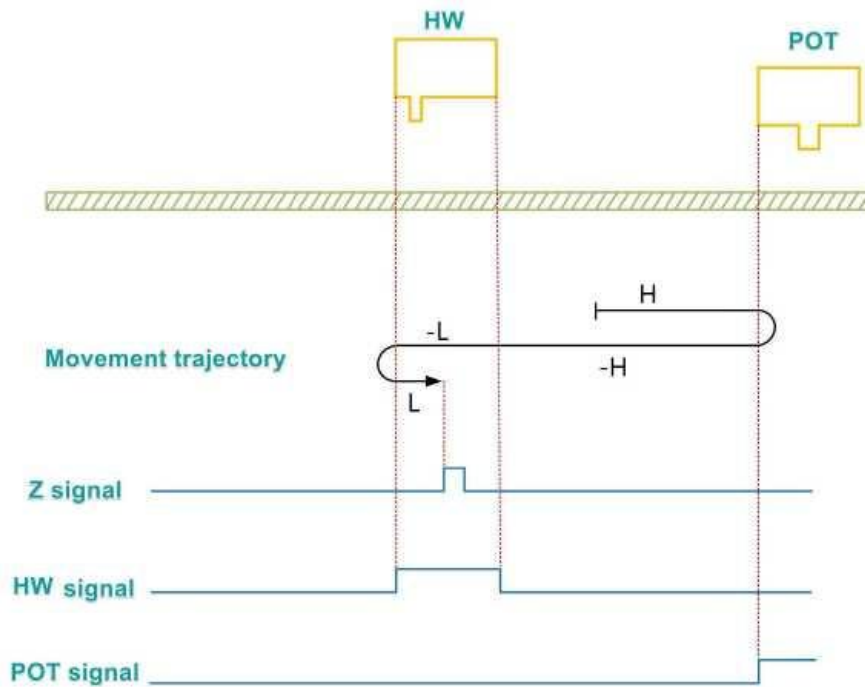 HW
POT
H
-L
Movement trajectory
-H
L
Z signal
HW signal
POT signal